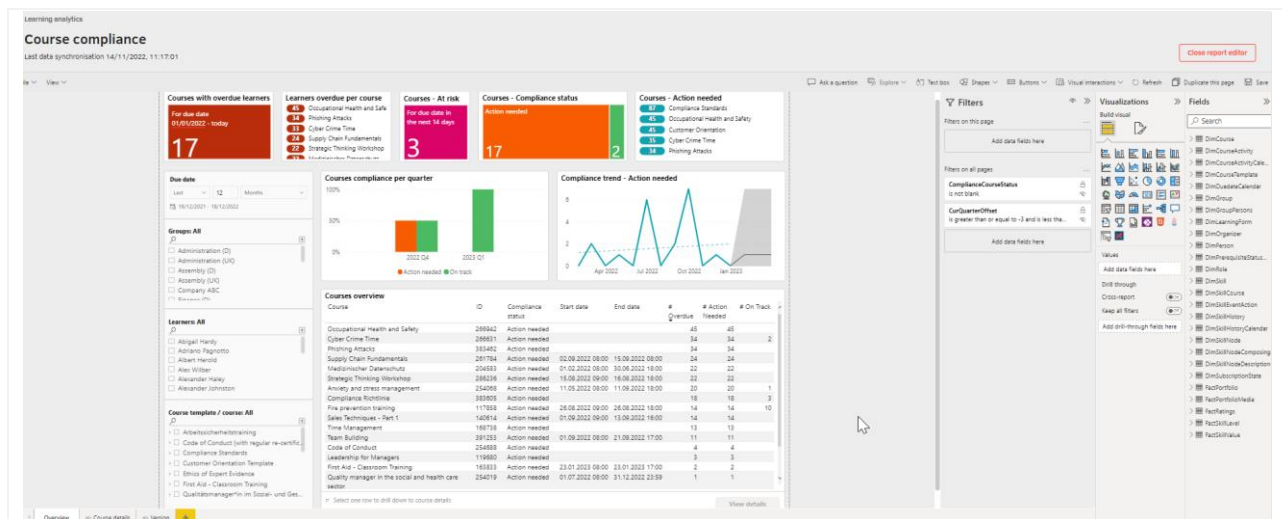 Learning analytics
Course compliance
Last data synchronisation 14/11/2022, 11:17:01
Close report editor
View
Ask a question Explore Text box Shapes Buttons Visual interactions Refresh Duplicate this page Save
Courses with overdue learners
For due date
01/01/2022 - today
17
Learners overdue per course
45 Occupational Health and Safe
34 Phishing Attacks
33 Cyber Crime Time
24 Supply Chain Fundamentals
22 Strategic Thinking Workshop
Courses - At risk
For due date in
the next 14 days
3
Courses - Compliance status
Action needed
17
2
Courses - Action needed
87 Compliance Standards
45 Occupational Health and Safety
45 Customer Orientation
35 Cyber Crime Time
34 Phishing Attacks
Due date
Last 12 Months
16/12/2021 - 16/12/2022
Groups: All
Administration (D)
Administration (UK)
Assembly (D)
Assembly (UK)
Company ABC
Learners: All
Abigail Hardy
Adriano Pagnotto
Albert Herold
Alex Wilber
Alexander Haley
Alexander Johnston
Course template / course: All
Arbeitssicherheitstraining
Code of Conduct (with regular re-certific...
Compliance Standards
Customer Orientation Template
Ethics of Expert Evidence
First Aid - Classroom Training
Qualitätsmanager*in im Sozial- und Ges...
Courses compliance per quarter
100%
50%
0%
2022 Q4 2023 Q1
Action needed On track
Compliance trend - Action needed
6
4
2
0
Apr 2022 Jul 2022 Oct 2022 Jan 2023
Courses overview
Course ID Compliance status Start date End date # Overdue # Action Needed # On Track
Occupational Health and Safety 266942 Action needed 45 45
Cyber Crime Time 266631 Action needed 34 34 2
Phishing Attacks 383462 Action needed 34 34
Supply Chain Fundamentals 261784 Action needed 02.09.2022 08:00 15.09.2022 08:00 24 24
Medizinischer Datenschutz 204583 Action needed 01.02.2022 08:00 30.06.2022 18:00 22 22
Strategic Thinking Workshop 286236 Action needed 15.08.2022 09:00 16.08.2022 18:00 22 22
Anxiety and stress management 254068 Action needed 11.05.2022 08:00 11.09.2022 18:00 20 20 1
Compliance Richtlinie 383605 Action needed 18 18 3
Fire prevention training 117858 Action needed 26.08.2022 09:00 26.08.2022 18:00 14 14 10
Sales Techniques - Part 1 140614 Action needed 01.09.2022 09:00 13.09.2022 18:00 14 14
Time Management 168738 Action needed 13 13
Team Building 391253 Action needed 01.09.2022 08:00 21.09.2022 17:00 11 11
Code of Conduct 254688 Action needed 4 4
Leadership for Managers 119680 Action needed 3 3
First Aid - Classroom Training 163833 Action needed 23.01.2023 08:00 23.01.2023 17:00 2 2
Quality manager in the social and health care sector 254019 Action needed 01.07.2022 08:00 31.12.2022 23:59 1 1
Select one row to drill down to course details
View details
Filters
Filters on this page
Add data fields here
Filters on all pages
ComplianceCourseStatus
is not blank
CurQuarterOffset
is greater than or equal to -3 and is less tha...
Add data fields here
Visualizations
Build visual
Values
Add data fields here
Drill through
Cross-report
Keep all filters
Add drill-through fields here
Fields
Search
DimCourse
DimCourseActivity
DimCourseActivityCate...
DimCourseTemplate
DimDuedateCalendar
DimGroup
DimGroupPersons
DimLearningForm
DimOrganizer
DimPerson
DimPrerequisiteStatus...
DimRole
DimSkill
DimSkillCourse
DimSkillEventAction
DimSkillHistory
DimSkillHistoryCalendar
DimSkillNode
DimSkillNodeComposing
DimSkillNodeDescription
DimSubscriptionState
FactPortfolio
FactPortfolioMedia
FactRatings
FactSkillLevel
FactSkillValue
Overview Course details Version